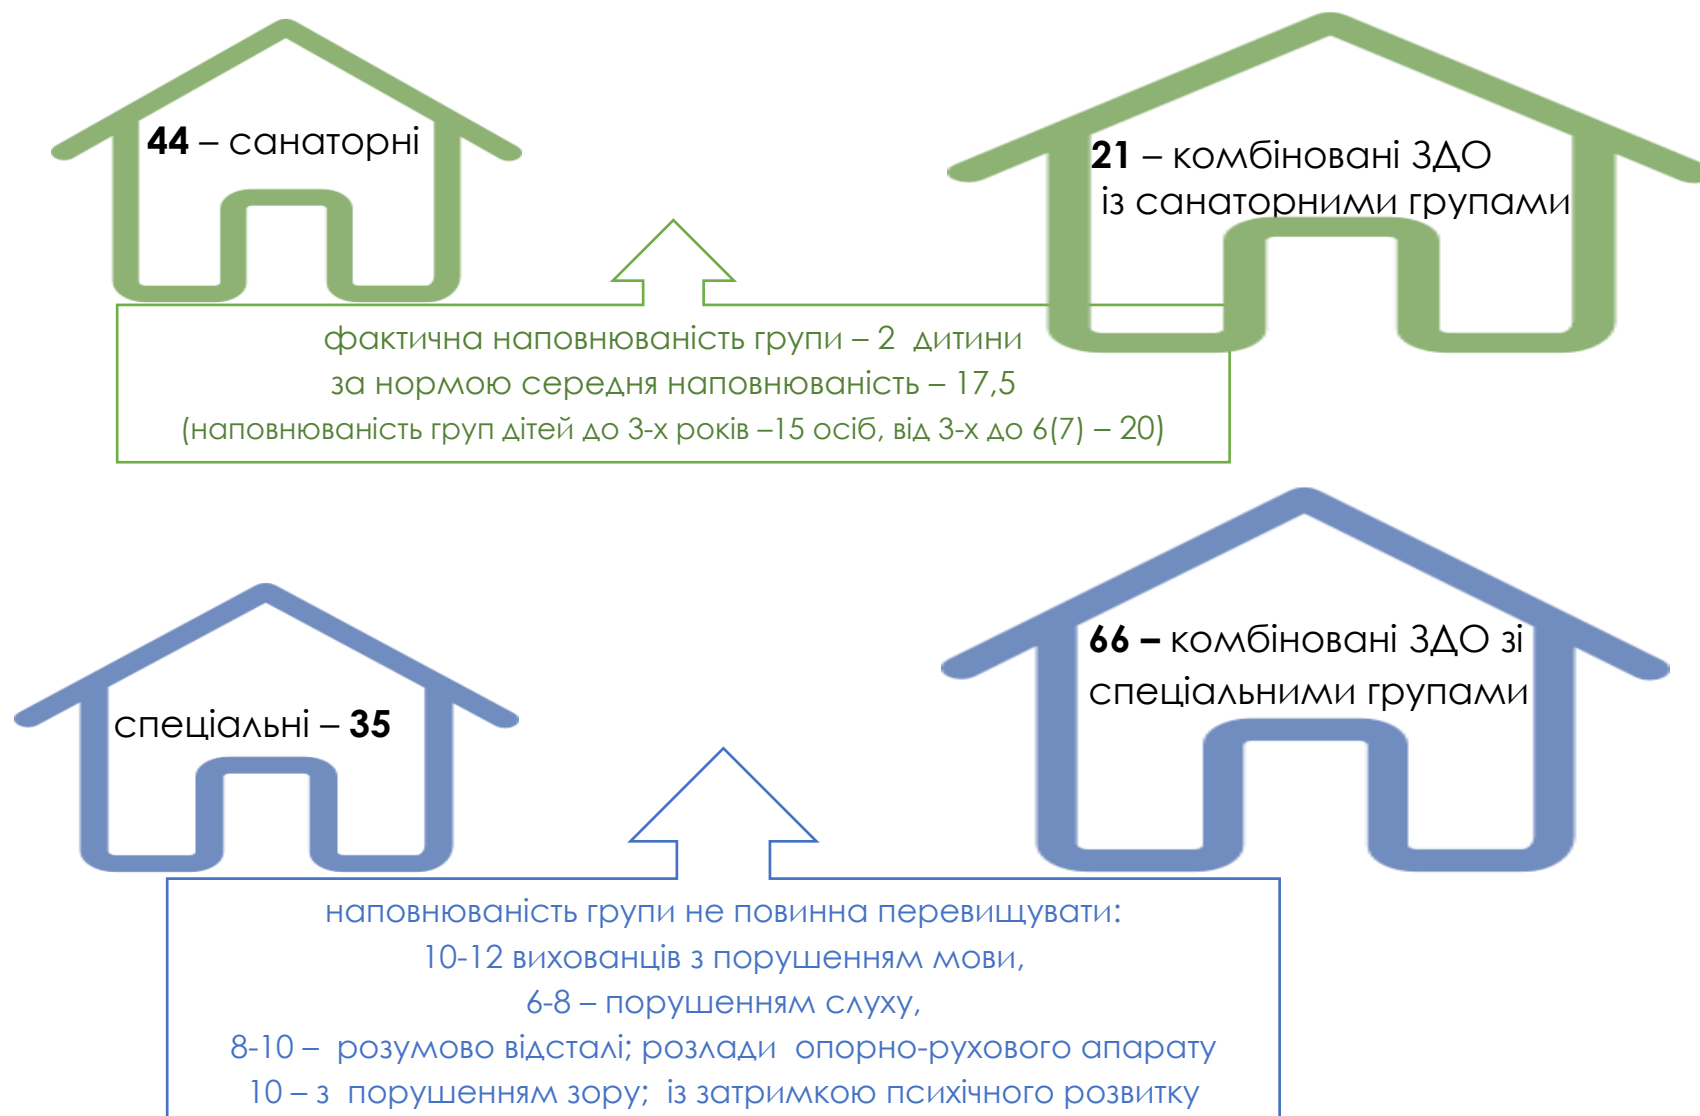 44 – санаторні
21 – комбіновані ЗДО
із санаторними групами
фактична наповнюваність групи – 2 дитини
за нормою середня наповнюваність – 17,5
(наповнюваність груп дітей до 3-х років –15 осіб, від 3-х до 6(7) – 20)
66 – комбіновані ЗДО зі
спеціальними групами
спеціальні – 35
наповнюваність групи не повинна перевищувати:
10-12 вихованців з порушенням мови,
6-8 – порушенням слуху,
8-10 – розумово відсталі; розлади опорно-рухового апарату
10 – з порушенням зору; із затримкою психічного розвитку